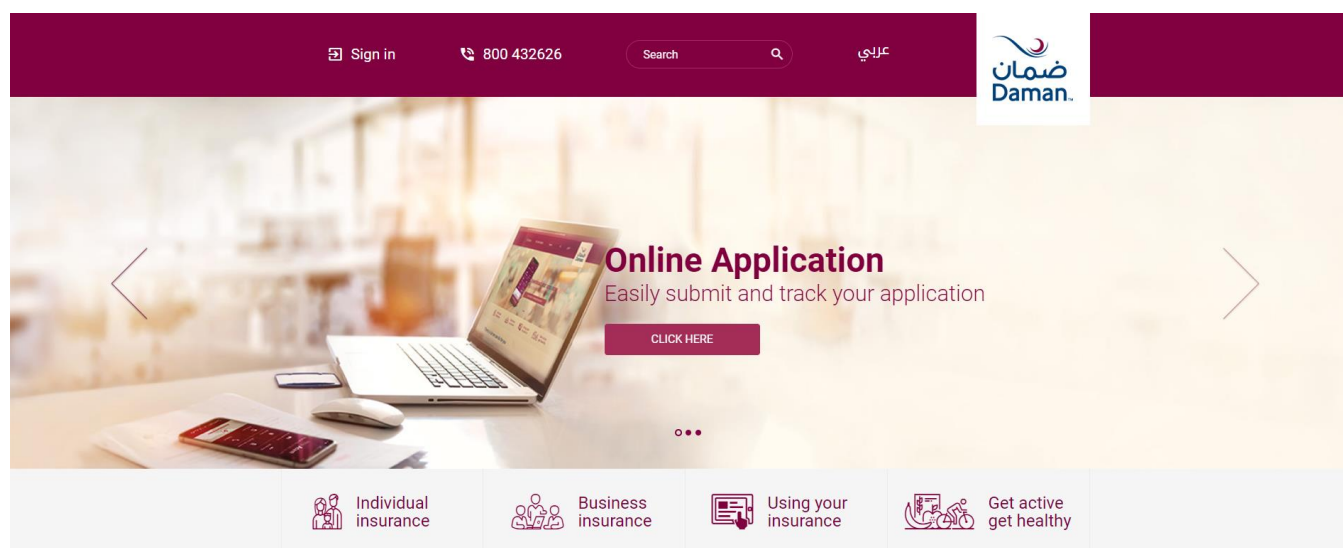 Sign in
800 432626
Search
عربي
ضمان
Daman
Online Application
Easily submit and track your application
CLICK HERE
Individual
insurance
Business
insurance
Using your
insurance
Get active
get healthy